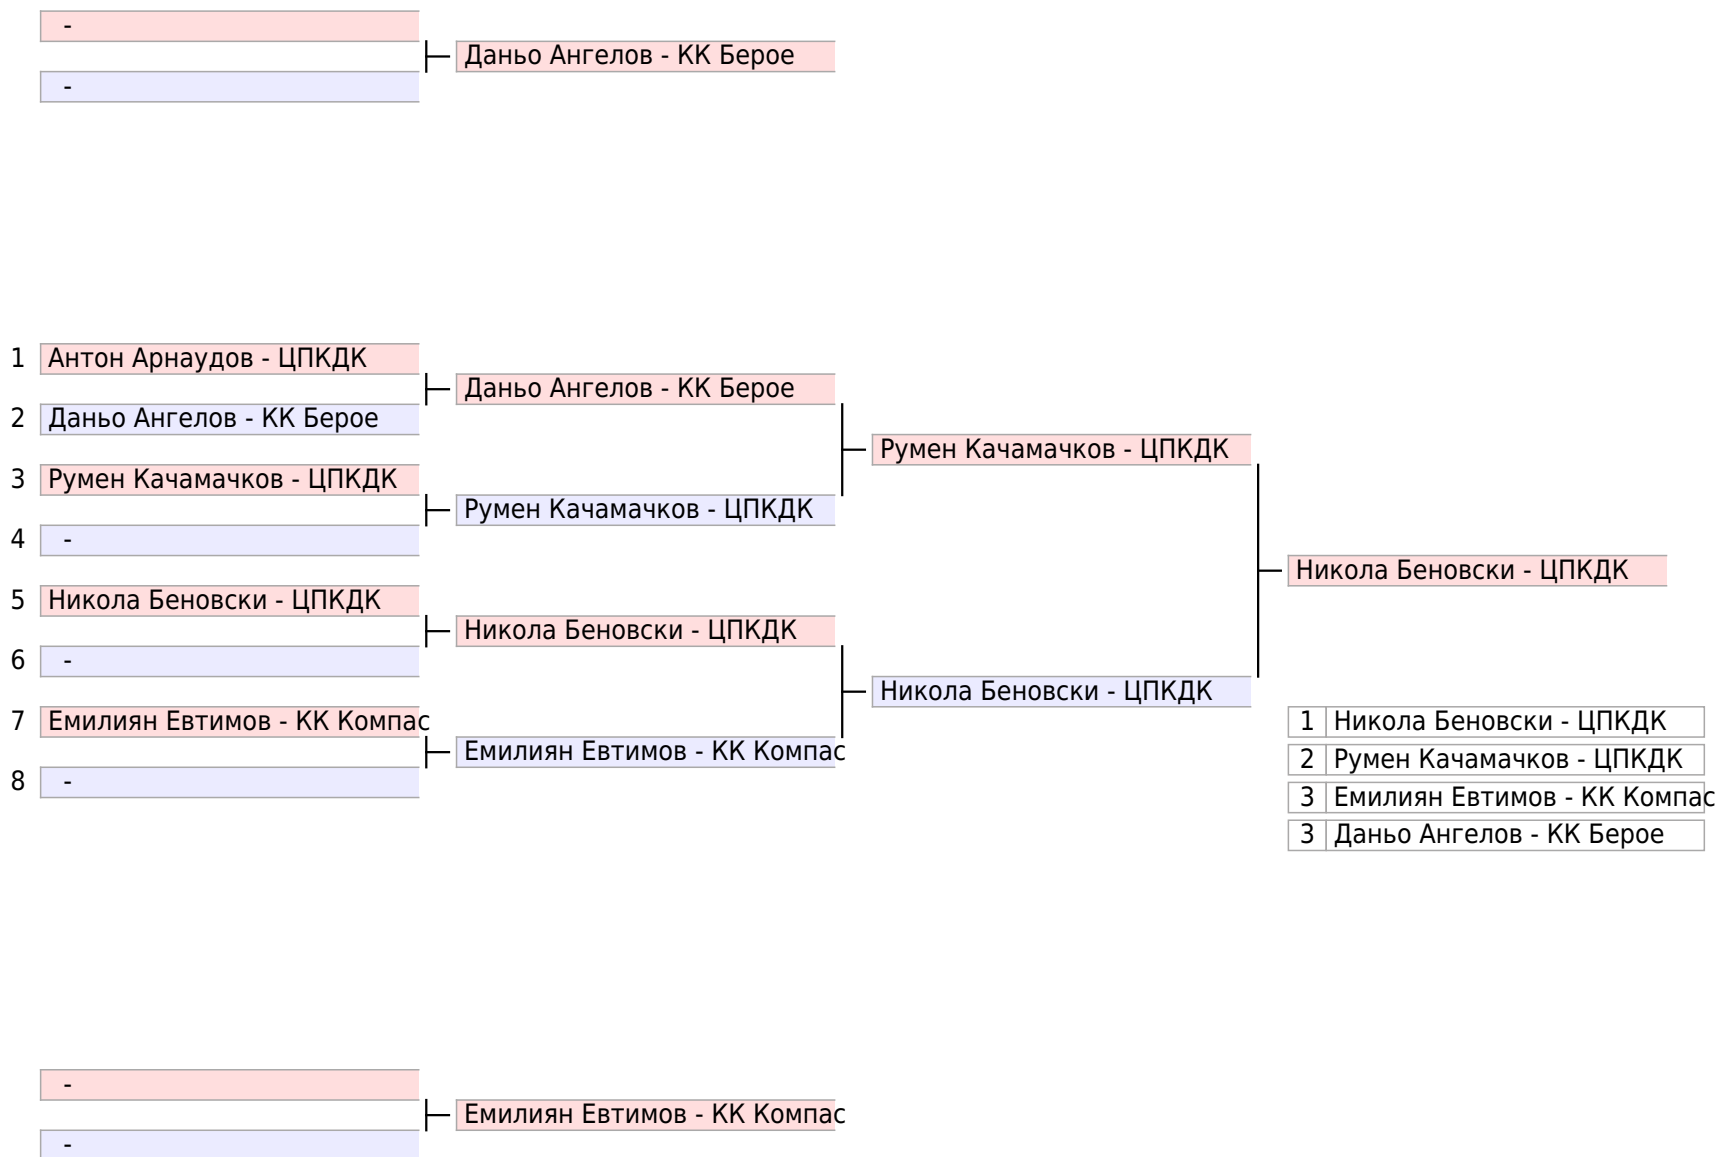 -
Даньо Ангелов - КК Берое
-
1 Антон Арнаудов - ЦПКДК
Даньо Ангелов - КК Берое
2 Даньо Ангелов - КК Берое
Румен Качамачков - ЦПКДК
3 Румен Качамачков - ЦПКДК
Румен Качамачков - ЦПКДК
4 -
Никола Беновски - ЦПКДК
5 Никола Беновски - ЦПКДК
Никола Беновски - ЦПКДК
6 -
Никола Беновски - ЦПКДК
7 Емилиян Евтимов - КК Компас
1 Никола Беновски - ЦПКДК
Емилиян Евтимов - КК Компас
2 Румен Качамачков - ЦПКДК
8 -
3 Емилиян Евтимов - КК Компас
3 Даньо Ангелов - КК Берое
-
Емилиян Евтимов - КК Компас
-